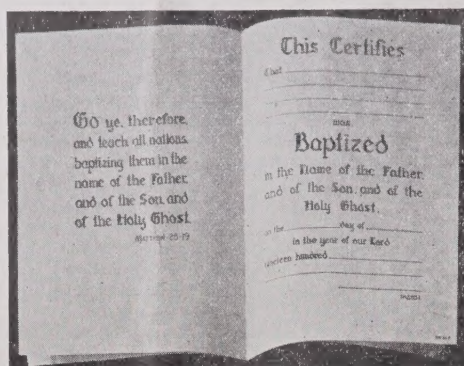 Go ye, therefore,
and teach all nations,
baptizing them in the
name of the Father,
and of the Son, and
of the Holy Ghost.
Matthew 28-19
This Certifies
that
was
Baptized
in the Name of the Father,
and of the Son, and of the
Holy Ghost,
in the day of
in the year of our Lord
nineteen hundred